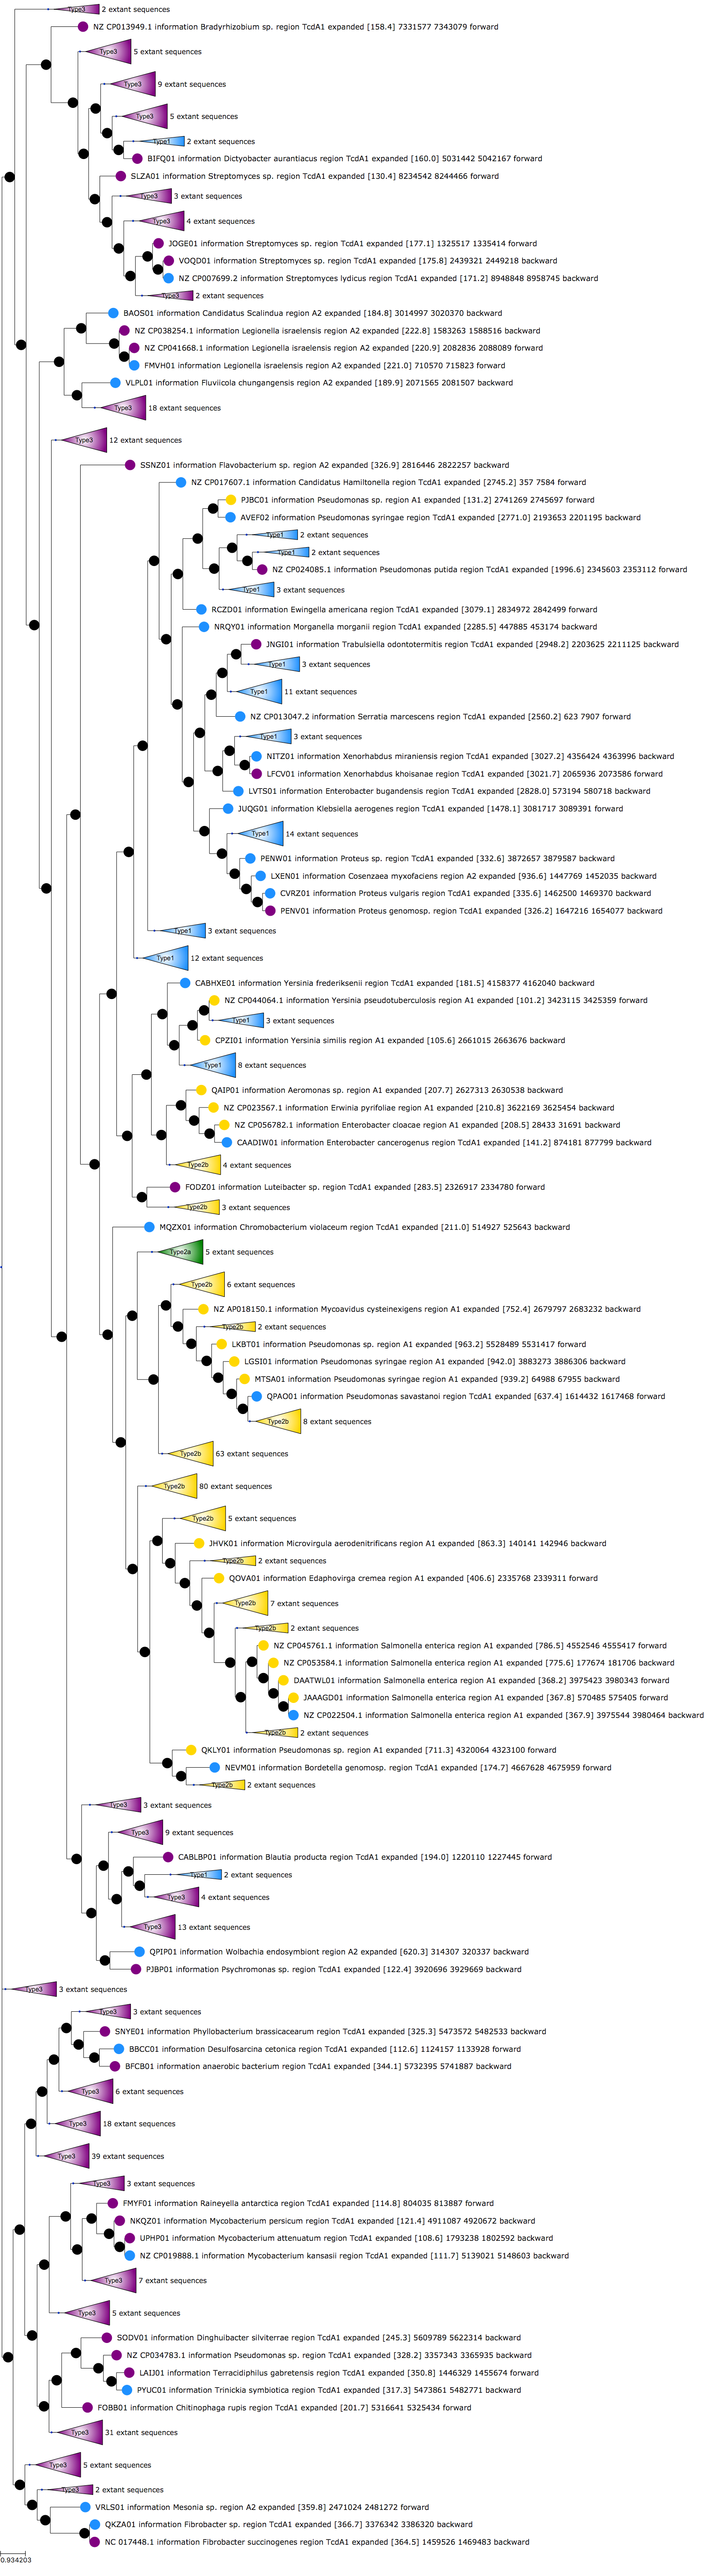 Type3 2 extant sequences
NZ CP013949.1 information Bradyrhizobium sp. region TcdA1 expanded [158.4] 7331577 7343079 forward
Type3 5 extant sequences
Type3 9 extant sequences
Type3 5 extant sequences
Type1 2 extant sequences
BIFQ01 information Dictyobacter aurantiacus region TcdA1 expanded [160.0] 5031442 5042167 forward
SLZA01 information Streptomyces sp. region TcdA1 expanded [130.4] 8234542 8244466 forward
Type3 3 extant sequences
Type3 4 extant sequences
JOGE01 information Streptomyces sp. region TcdA1 expanded [177.1] 1325517 1335414 forward
VOQD01 information Streptomyces sp. region TcdA1 expanded [175.8] 2439321 2449218 backward
NZ CP007699.2 information Streptomyces lydicus region TcdA1 expanded [171.2] 8948848 8958745 backward
Type3 2 extant sequences
BAOS01 information Candidatus Scalindua region A2 expanded [184.8] 3014997 3020370 backward
NZ CP038254.1 information Legionella israelensis region A2 expanded [222.8] 1583263 1588516 backward
NZ CP041668.1 information Legionella israelensis region A2 expanded [220.9] 2082836 2088089 forward
FMVH01 information Legionella israelensis region A2 expanded [221.0] 710570 715823 forward
VLPL01 information Fluviicola chungangensis region A2 expanded [189.9] 2071565 2081507 backward
Type3 18 extant sequences
Type3 12 extant sequences
SSNZ01 information Flavobacterium sp. region A2 expanded [326.9] 2816446 2822257 backward
NZ CP017607.1 information Candidatus Hamiltonella region TcdA1 expanded [2745.2] 357 7584 forward
PJBC01 information Pseudomonas sp. region A1 expanded [131.2] 2741269 2745697 forward
AVEF02 information Pseudomonas syringae region TcdA1 expanded [2771.0] 2193653 2201195 backward
Type1 2 extant sequences
Type1 2 extant sequences
NZ CP024085.1 information Pseudomonas putida region TcdA1 expanded [1996.6] 2345603 2353112 backward
Type1 3 extant sequences
RCZD01 information Ewingella americana region TcdA1 expanded [3079.1] 2834972 2842499 forward
NRQY01 information Morganella morganii region TcdA1 expanded [2285.5] 447885 453174 backward
JNGI01 information Trabulsiella odontotermitis region TcdA1 expanded [2948.2] 2203625 2211125 backward
Type1 3 extant sequences
Type1 11 extant sequences
NZ CP013047.2 information Serratia marcescens region TcdA1 expanded [2560.2] 623 7907 forward
Type1 3 extant sequences
NITZ01 information Xenorhabdus miraniensis region TcdA1 expanded [3027.2] 4356424 4363996 backward
LFCV01 information Xenorhabdus khoisanae region TcdA1 expanded [3021.7] 2065936 2073586 forward
LVTS01 information Enterobacter bugandensis region TcdA1 expanded [2828.0] 573194 580718 backward
JUQG01 information Klebsiella aerogenes region TcdA1 expanded [1478.1] 3081717 3089391 forward
Type1 14 extant sequences
PENW01 information Proteus sp. region TcdA1 expanded [332.6] 3872657 3879587 backward
LXEN01 information Cosenzaea myxofaciens region A2 expanded [936.6] 1447769 1452035 backward
CVRZ01 information Proteus vulgaris region TcdA1 expanded [335.6] 1462500 1469370 backward
PENV01 information Proteus genomosp. region TcdA1 expanded [326.2] 1647216 1654077 backward
Type1 3 extant sequences
Type1 12 extant sequences
CABHXE01 information Yersinia frederiksenii region TcdA1 expanded [181.5] 4158377 4162040 backward
NZ CP044064.1 information Yersinia pseudotuberculosis region A1 expanded [101.2] 3423115 3425359 forward
Type1 3 extant sequences
CPZI01 information Yersinia similis region A1 expanded [105.6] 2661015 2663676 backward
Type1 8 extant sequences
QAIP01 information Aeromonas sp. region A1 expanded [207.7] 2627313 2630538 backward
NZ CP023567.1 information Erwinia pyrifoliae region A1 expanded [210.8] 3622169 3625454 backward
NZ CP056782.1 information Enterobacter cloacae region A1 expanded [208.5] 28433 31691 backward
CAADIW01 information Enterobacter cancerogenus region TcdA1 expanded [141.2] 874181 877799 backward
Type2b 4 extant sequences
FODZ01 information Luteibacter sp. region TcdA1 expanded [283.5] 2326917 2334780 forward
Type2b 3 extant sequences
MQZX01 information Chromobacterium violaceum region TcdA1 expanded [211.0] 514927 525643 backward
Type2a 5 extant sequences
Type2b 6 extant sequences
NZ AP018150.1 information Mycoavidus cysteinexigens region A1 expanded [752.4] 2679797 2683232 backward
Type2b 2 extant sequences
LKBT01 information Pseudomonas sp. region A1 expanded [963.2] 5528489 5531417 forward
LGSI01 information Pseudomonas syringae region A1 expanded [942.0] 3883273 3886306 backward
MTSA01 information Pseudomonas syringae region A1 expanded [939.2] 64988 67955 backward
QPAO01 information Pseudomonas savastanoi region TcdA1 expanded [637.4] 1614432 1617468 forward
Type2b 8 extant sequences
Type2b 63 extant sequences
Type2b 80 extant sequences
Type2b 5 extant sequences
JHVK01 information Microvirgula aerodenitrificans region A1 expanded [863.3] 140141 142946 backward
Type2b 2 extant sequences
QOVA01 information Edaphovirga cremea region A1 expanded [406.6] 2335768 2339311 forward
Type2b 7 extant sequences
Type2b 2 extant sequences
NZ CP045761.1 information Salmonella enterica region A1 expanded [786.5] 4552546 4555417 forward
NZ CP053584.1 information Salmonella enterica region A1 expanded [775.6] 177674 181706 backward
DAATWL01 information Salmonella enterica region A1 expanded [368.2] 3975423 3980343 forward
JAAAGD01 information Salmonella enterica region A1 expanded [367.8] 570485 575405 forward
NZ CP022504.1 information Salmonella enterica region A1 expanded [367.9] 3975544 3980464 backward
Type2b 2 extant sequences
QKLY01 information Pseudomonas sp. region A1 expanded [711.3] 4320064 4323100 forward
NEVM01 information Bordetella genomosp. region TcdA1 expanded [174.7] 4667628 4675959 forward
Type2b 2 extant sequences
Type3 3 extant sequences
Type3 9 extant sequences
CABLBP01 information Blautia producta region TcdA1 expanded [194.0] 1220110 1227445 forward
Type1 2 extant sequences
Type3 4 extant sequences
Type3 13 extant sequences
QPIP01 information Wolbachia endosymbiont region A2 expanded [620.3] 314307 320337 backward
PJBP01 information Psychromonas sp. region TcdA1 expanded [122.4] 3920696 3929669 backward
Type3 3 extant sequences
Type3 3 extant sequences
SNYE01 information Phyllobacterium brassicacearum region TcdA1 expanded [325.3] 5473572 5482533 backward
BBCC01 information Desulfosarcina cetonica region TcdA1 expanded [112.6] 1124157 1133928 forward
BFCB01 information anaerobic bacterium region TcdA1 expanded [344.1] 5732395 5741887 backward
Type3 6 extant sequences
Type3 18 extant sequences
Type3 39 extant sequences
Type3 3 extant sequences
FMYF01 information Raineyella antarctica region TcdA1 expanded [114.8] 804035 813887 forward
NKQZ01 information Mycobacterium persicum region TcdA1 expanded [121.4] 4911087 4920672 backward
UPHP01 information Mycobacterium attenuatum region TcdA1 expanded [108.6] 1793238 1802592 backward
NZ CP019888.1 information Mycobacterium kansasii region TcdA1 expanded [111.7] 5139021 5148603 backward
Type3 7 extant sequences
Type3 5 extant sequences
SODV01 information Dinghuibacter silviterrae region TcdA1 expanded [245.3] 5609789 5622314 backward
NZ CP034783.1 information Pseudomonas sp. region TcdA1 expanded [328.2] 3357343 3365935 backward
LAIJ01 information Terracidiphilus gabretensis region TcdA1 expanded [350.8] 1446329 1455674 forward
PYUC01 information Trinickia symbiotica region TcdA1 expanded [317.3] 5473861 5482771 backward
FOBB01 information Chitinophaga rupis region TcdA1 expanded [201.7] 5316641 5325434 forward
Type3 31 extant sequences
Type3 5 extant sequences
Type3 2 extant sequences
VRLS01 information Mesonia sp. region A2 expanded [359.8] 2471024 2481272 forward
QKZA01 information Fibrobacter sp. region TcdA1 expanded [366.7] 3376342 3386320 backward
NC 017448.1 information Fibrobacter succinogenes region TcdA1 expanded [364.5] 1459526 1469483 backward
0.934203